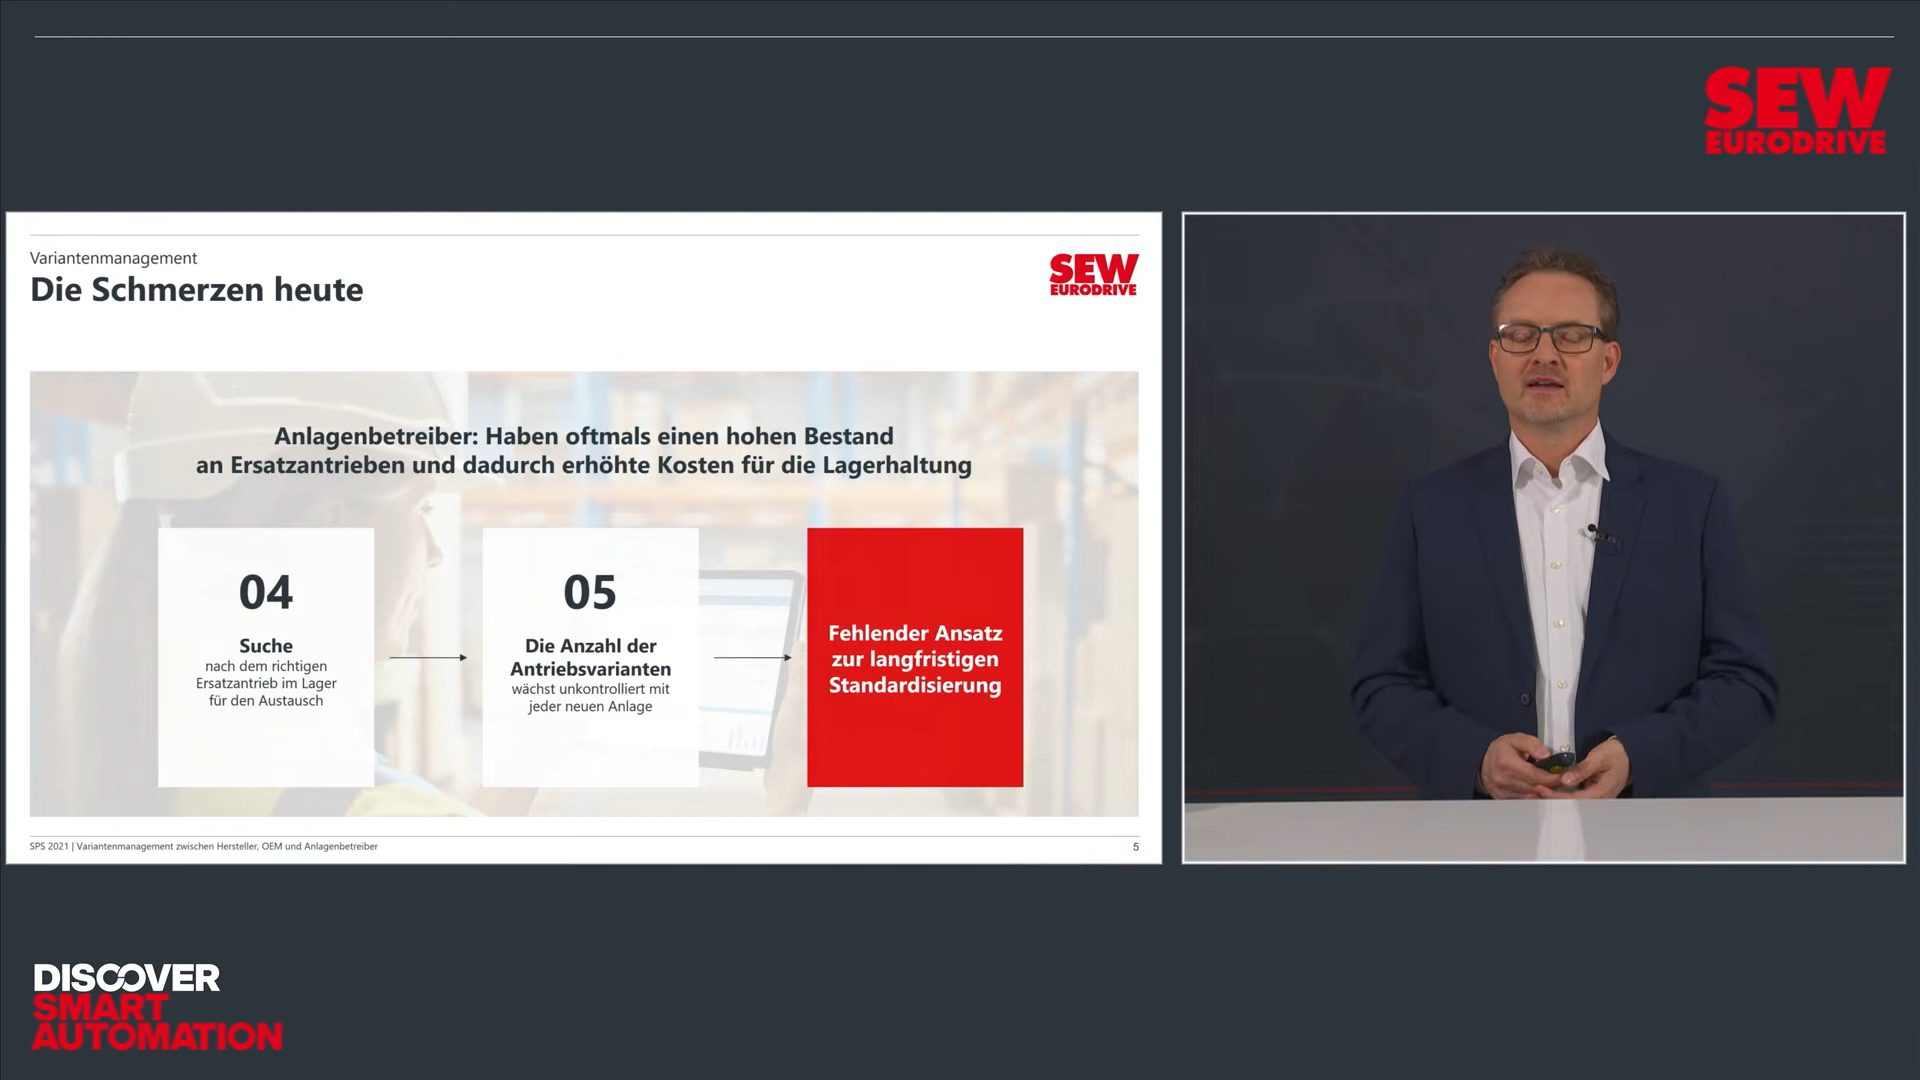 SEW
EURODRIVE
Variantenmanagement
Die Schmerzen heute
SEW
EURODRIVE
Anlagenbetreiber: Haben oftmals einen hohen Bestand
an Ersatzantrieben und dadurch erhöhte Kosten für die Lagerhaltung
04
Suche
nach dem richtigen
Ersatzantrieb im Lager
für den Austausch
05
Die Anzahl der
Antriebsvarianten
wächst unkontrolliert mit
jeder neuen Anlage
Fehlender Ansatz
zur langfristigen
Standardisierung
SPS 2021 | Variantenmanagement zwischen Hersteller, OEM und Anlagenbetreiber
5
DISCOVER
SMART
AUTOMATION